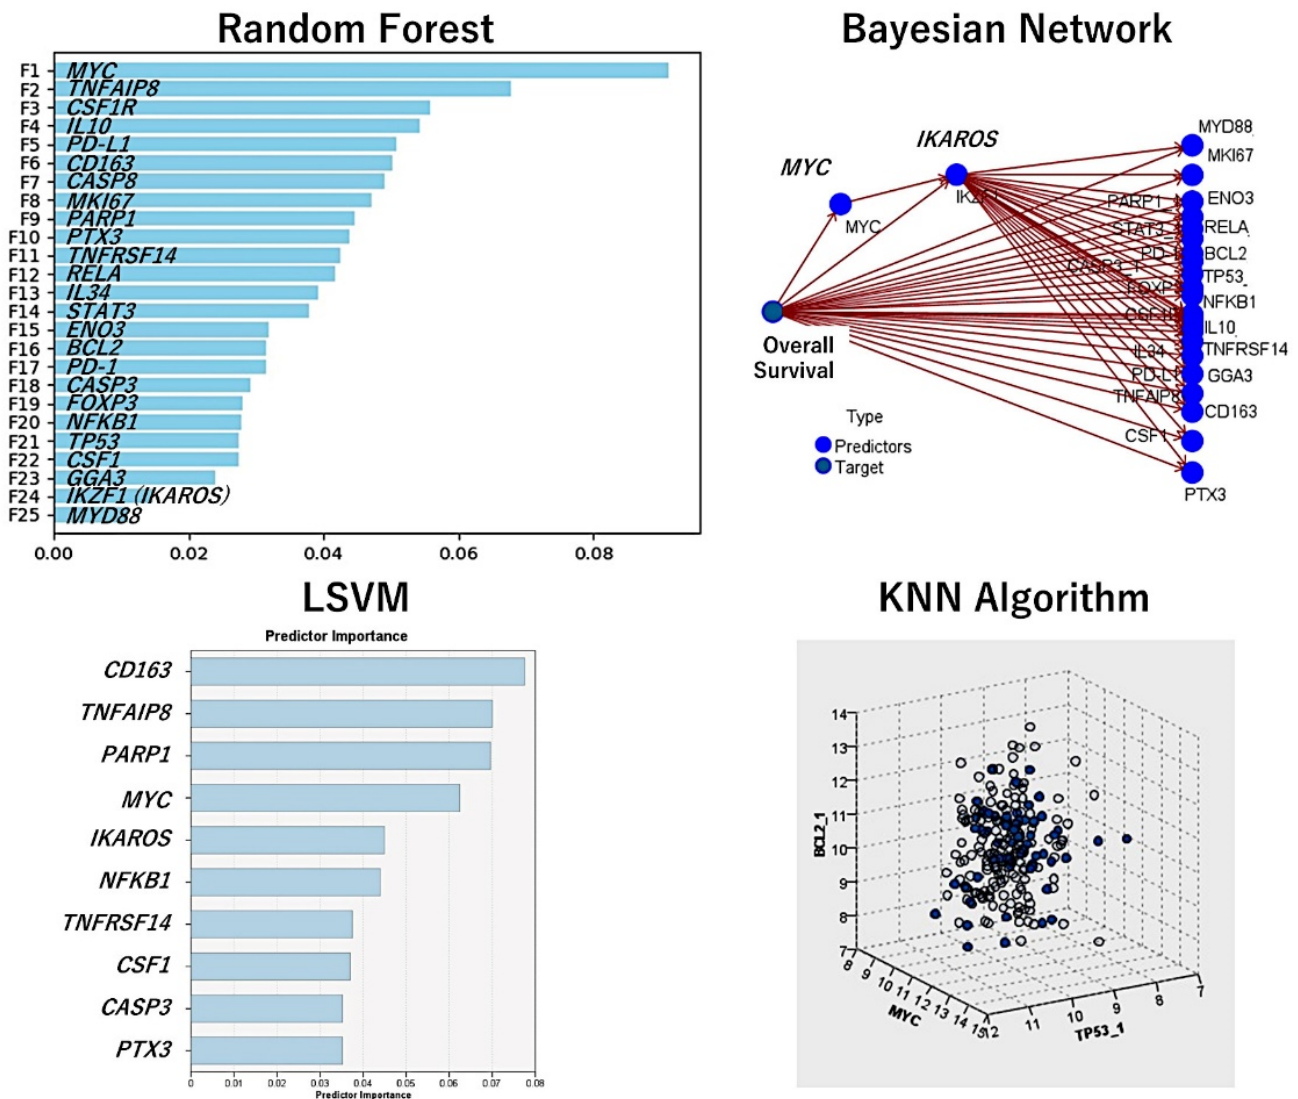 Random Forest
F1 MYC
F2 TNFAIP8
F3 CSF1R
F4 IL10
F5 PD-L1
F6 CD163
F7 CASP8
F8 MKI67
F9 PARP1
F10 PTX3
F11 TNFRSF14
F12 RELA
F13 IL34
F14 STAT3
F15 ENO3
F16 BCL2
F17 PD-1
F18 CASP3
F19 FOXP3
F20 NFKB1
F21 TP53
F22 CSF1
F23 GGA3
F24 IKZF1 (IKAROS)
F25 MYD88
0.00 0.02 0.04 0.06 0.08
Bayesian Network
MYD88
IKAROS
MKI67
MYC
IKZF1
PARP1
ENO3
MYC
STAT3
RELA
BCL2
CASP3_1
TP53_
FOXP3
NFKB1
IL10
Overall
Survival
IL34
TNFRSF14
PD-L1
GGA3
TNFAIP8
CD163
Type
CSF1
Predictors
Target
PTX3
LSVM
Predictor Importance
CD163
TNFAIP8
PARP1
MYC
IKAROS
NFKB1
TNFRSF14
CSF1
CASP3
PTX3
0 0.01 0.02 0.03 0.04 0.05 0.06 0.07 0.08
Predictor Importance
KNN Algorithm
14
13
12
11
10
9
8
7
BCL2_1
8 9 10 11 12 13 14 15
MYC
12 11 10 9 8 7
TP53_1